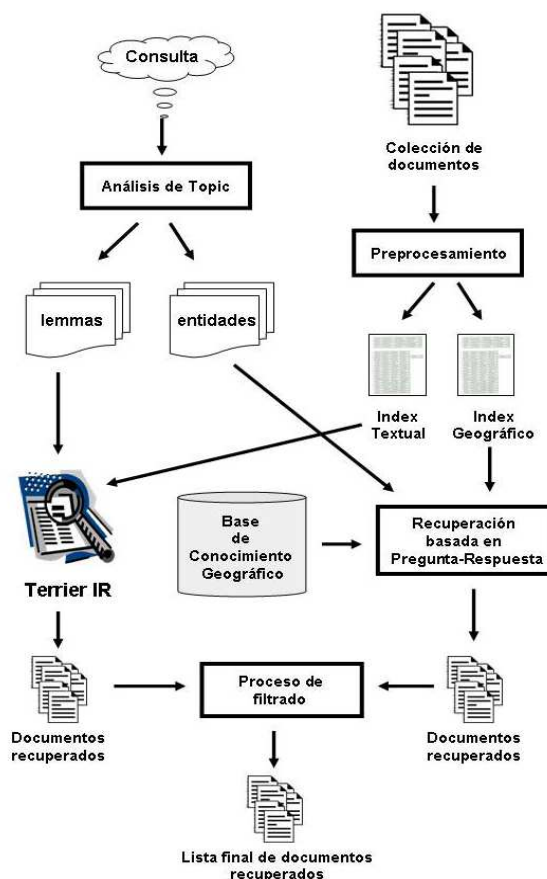 Consulta
Colección de
documentos
Análisis de Topic
Preprocesamiento
lemmas
entidades
Index
Textual
Index
Geográfico
Terrier IR
Base
de
Conocimiento
Geográfico
Recuperación
basada en
Pregunta-Respuesta
Documentos
recuperados
Proceso de
filtrado
Documentos
recuperados
Lista final de documentos
recuperados